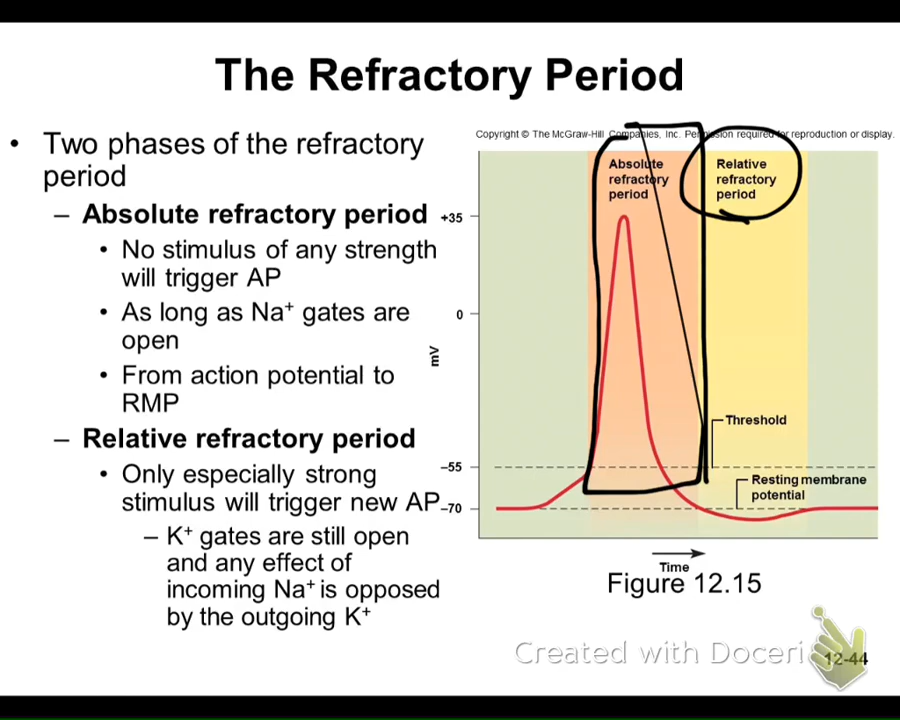 The Refractory Period
• Two phases of the refractory
period
– Absolute refractory period
• No stimulus of any strength
will trigger AP
• As long as Na⁺ gates are
open
• From action potential to
RMP
– Relative refractory period
• Only especially strong
stimulus will trigger new AP
– K⁺ gates are still open
and any effect of
incoming Na⁺ is opposed
by the outgoing K⁺
Copyright © The McGraw-Hill Companies, Inc. Permission required for reproduction or display.
Absolute
refractory
period
Relative
refractory
period
+35
0
mV
–55
–70
Threshold
Resting membrane
potential
Time
Figure 12.15
Created with Doceri
12-44